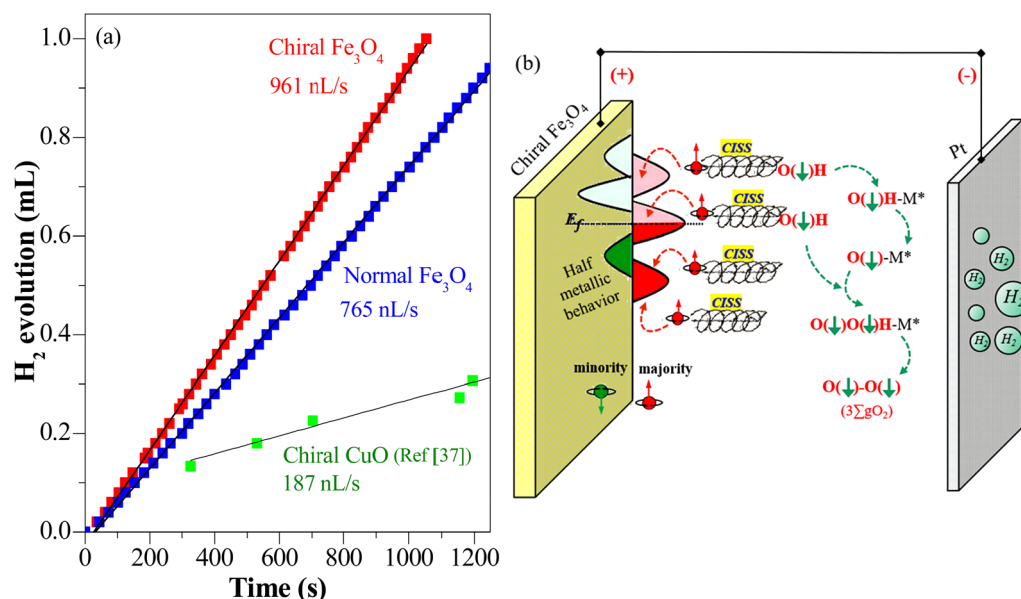 (a)
1.0
0.8
0.6
0.4
0.2
0.0
H₂ evolution (mL)
Chiral Fe₃O₄
961 nL/s
Normal Fe₃O₄
765 nL/s
Chiral CuO (Ref [37])
187 nL/s
0 200 400 600 800 1000 1200
Time (s)
(b)
(+)
(-)
Chiral Fe₃O₄
Pt
CISS
O(↓)H
O(↓)H-M*
CISS
O(↓)H
E_f
CISS
O(↓)-M*
Half
metallic
behavior
CISS
O(↓)O(↓)H-M*
minority
majority
O(↓)-O(↓)
(3∑gO₂)
H₂
H₂
H₂
H₂
H₂